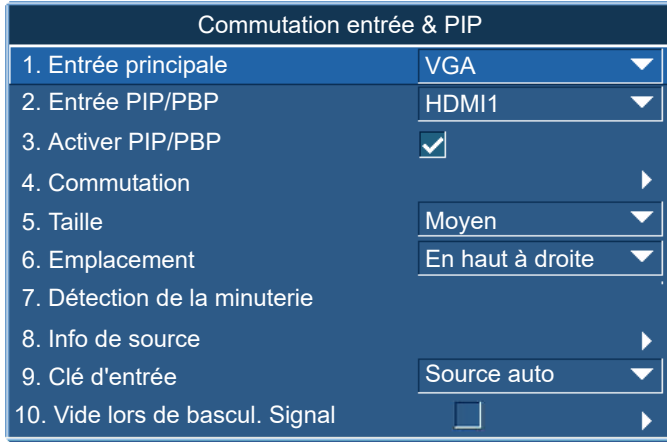 Commutation entrée & PIP
1. Entrée principale VGA
2. Entrée PIP/PBP HDMI1
3. Activer PIP/PBP
4. Commutation
5. Taille Moyen
6. Emplacement En haut à droite
7. Détection de la minuterie
8. Info de source
9. Clé d'entrée Source auto
10. Vide lors de bascul. Signal